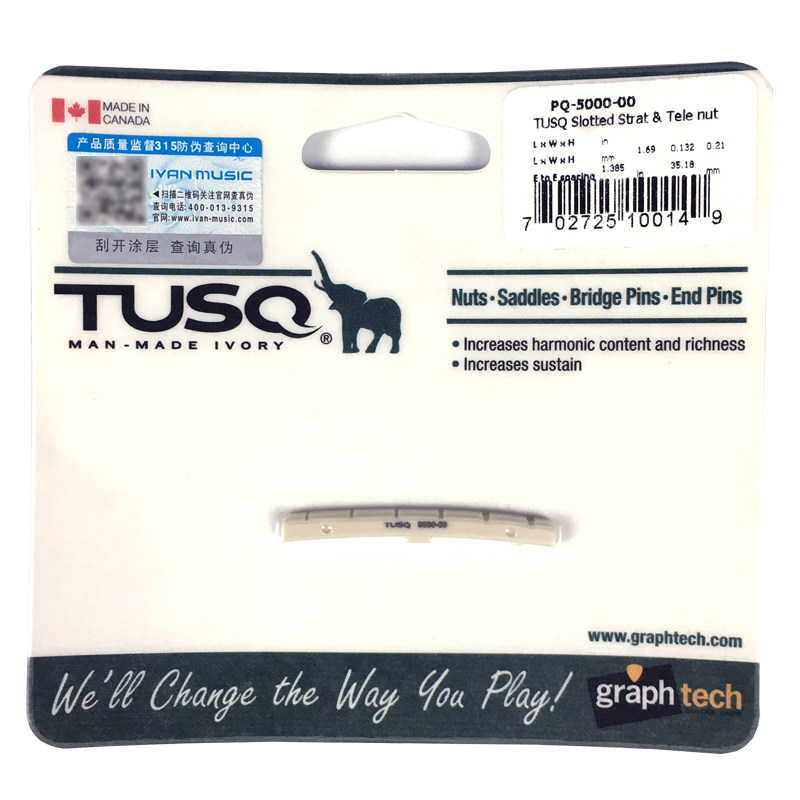 MADE IN
CANADA
产品质量监督315防伪查询中心
IVAN MUSIC
◀扫描二维码关注官网查真伪
查询电话:400-013-9315
官网:www.ivan-music.com
刮开涂层 查询真伪
PQ-5000-00
TUSQ Slotted Strat & Tele nut
L x W x H in 1.69 0.132 0.21
L x W x H mm
E to E spacing 1.385 in 35.18 mm
7 02725 10014 9
TUSQ®
MAN-MADE IVORY
Nuts • Saddles • Bridge Pins • End Pins
• Increases harmonic content and richness
• Increases sustain
TUSQ
www.graphtech.com
We'll Change the Way You Play!
graph tech